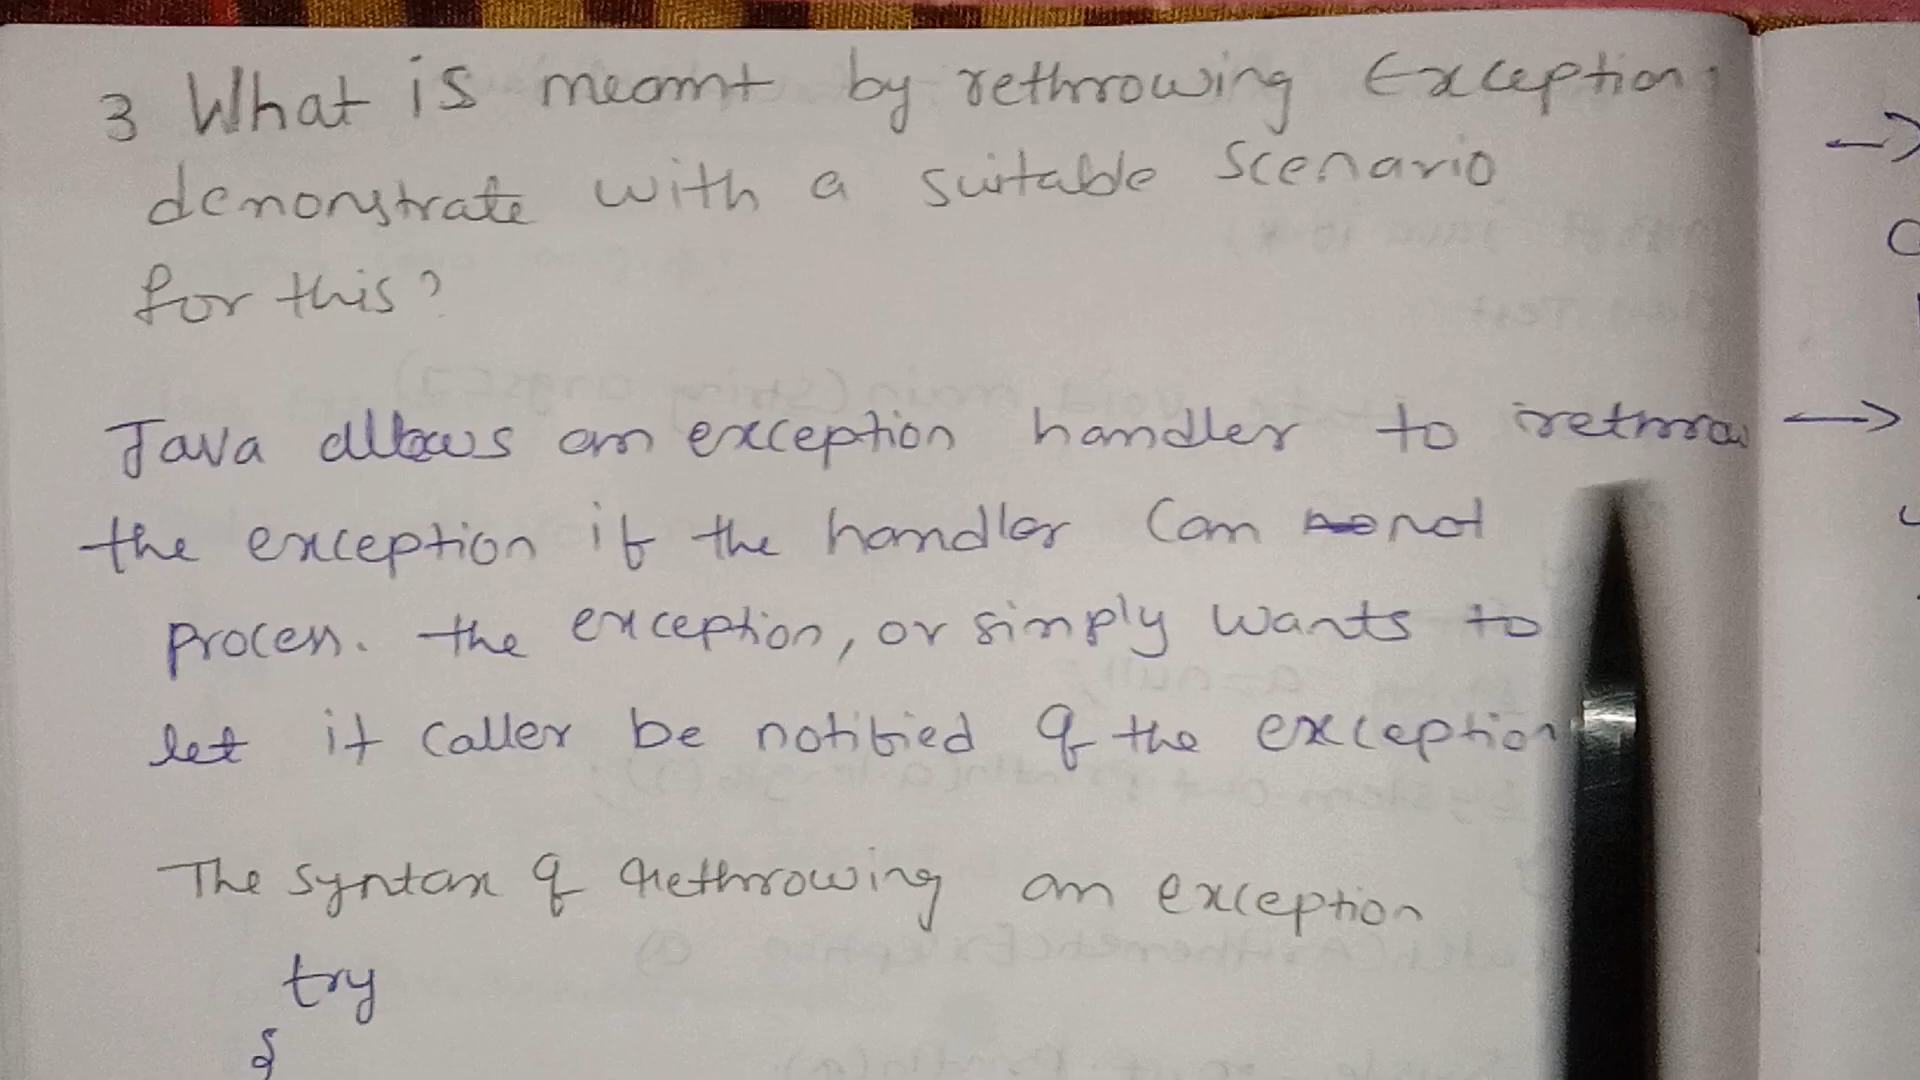 3 What is meant by rethrowing Exception
demonstrate with a suitable Scenario
for this?
Java allows an exception handler to rethrow
the exception if the handler can not
process. the exception, or simply wants to
let it caller be notified of the exception
The syntax of rethrowing an exception
try
{